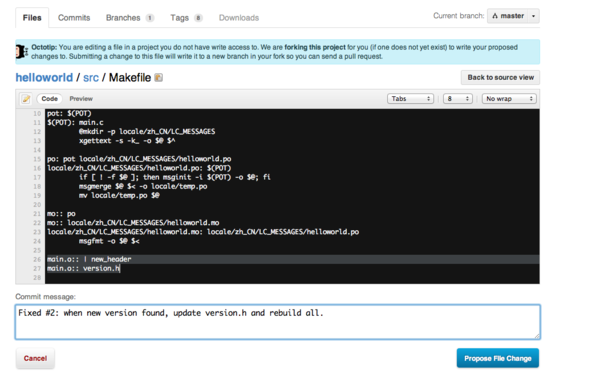 Files Commits Branches 1 Tags 8 Downloads Current branch: master
Octotip: You are editing a file in a project you do not have write access to. We are forking this project for you (if one does not yet exist) to write your proposed
changes to. Submitting a change to this file will write it to a new branch in your fork so you can send a pull request.
helloworld / src / Makefile Back to source view
Code Preview Tabs 8 No wrap
10 pot: $(POT)
11 $(POT): main.c
12 @mkdir -p locale/zh_CN/LC_MESSAGES
13 xgettext -s -k_ -o $@ $^
14
15 po: pot locale/zh_CN/LC_MESSAGES/helloworld.po
16 locale/zh_CN/LC_MESSAGES/helloworld.po: $(POT)
17 if [ ! -f $@ ]; then msginit -i $(POT) -o $@; fi
18 msgmerge $@ $< -o locale/temp.po
19 mv locale/temp.po $@
20
21 mo:: po
22 mo:: locale/zh_CN/LC_MESSAGES/helloworld.mo
23 locale/zh_CN/LC_MESSAGES/helloworld.mo: locale/zh_CN/LC_MESSAGES/helloworld.po
24 msgfmt -o $@ $<
25
26 main.o:: | new_header
27 main.o:: version.h
28
Commit message:
Fixed #2: when new version found, update version.h and rebuild all.
Cancel Propose File Change